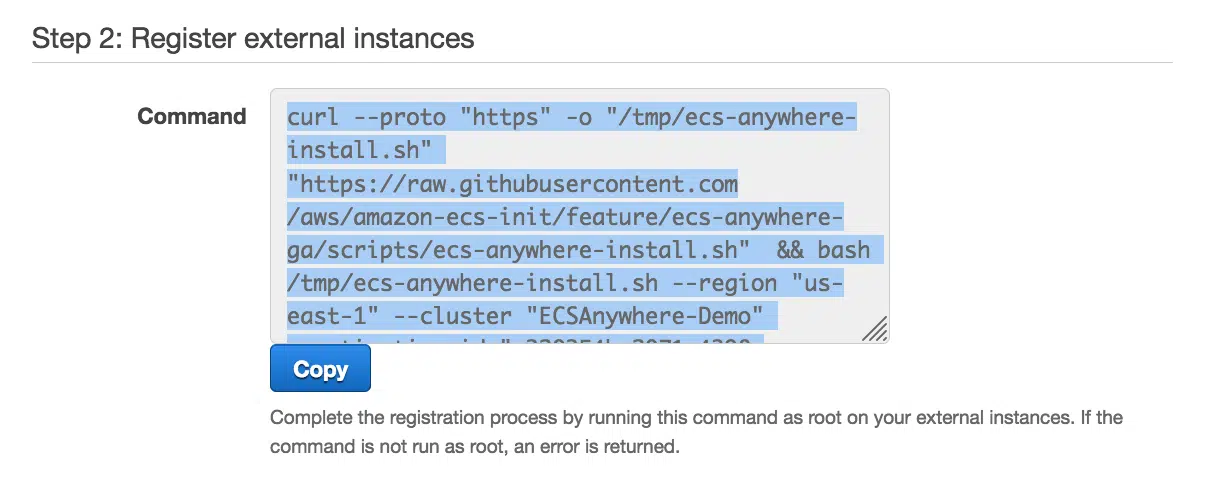 Step 2: Register external instances
Command
curl --proto "https" -o "/tmp/ecs-anywhere-
install.sh"
"https://raw.githubusercontent.com
/aws/amazon-ecs-init/feature/ecs-anywhere-
ga/scripts/ecs-anywhere-install.sh"  && bash
/tmp/ecs-anywhere-install.sh --region "us-
east-1" --cluster "ECSAnywhere-Demo"
Copy
Complete the registration process by running this command as root on your external instances. If the
command is not run as root, an error is returned.